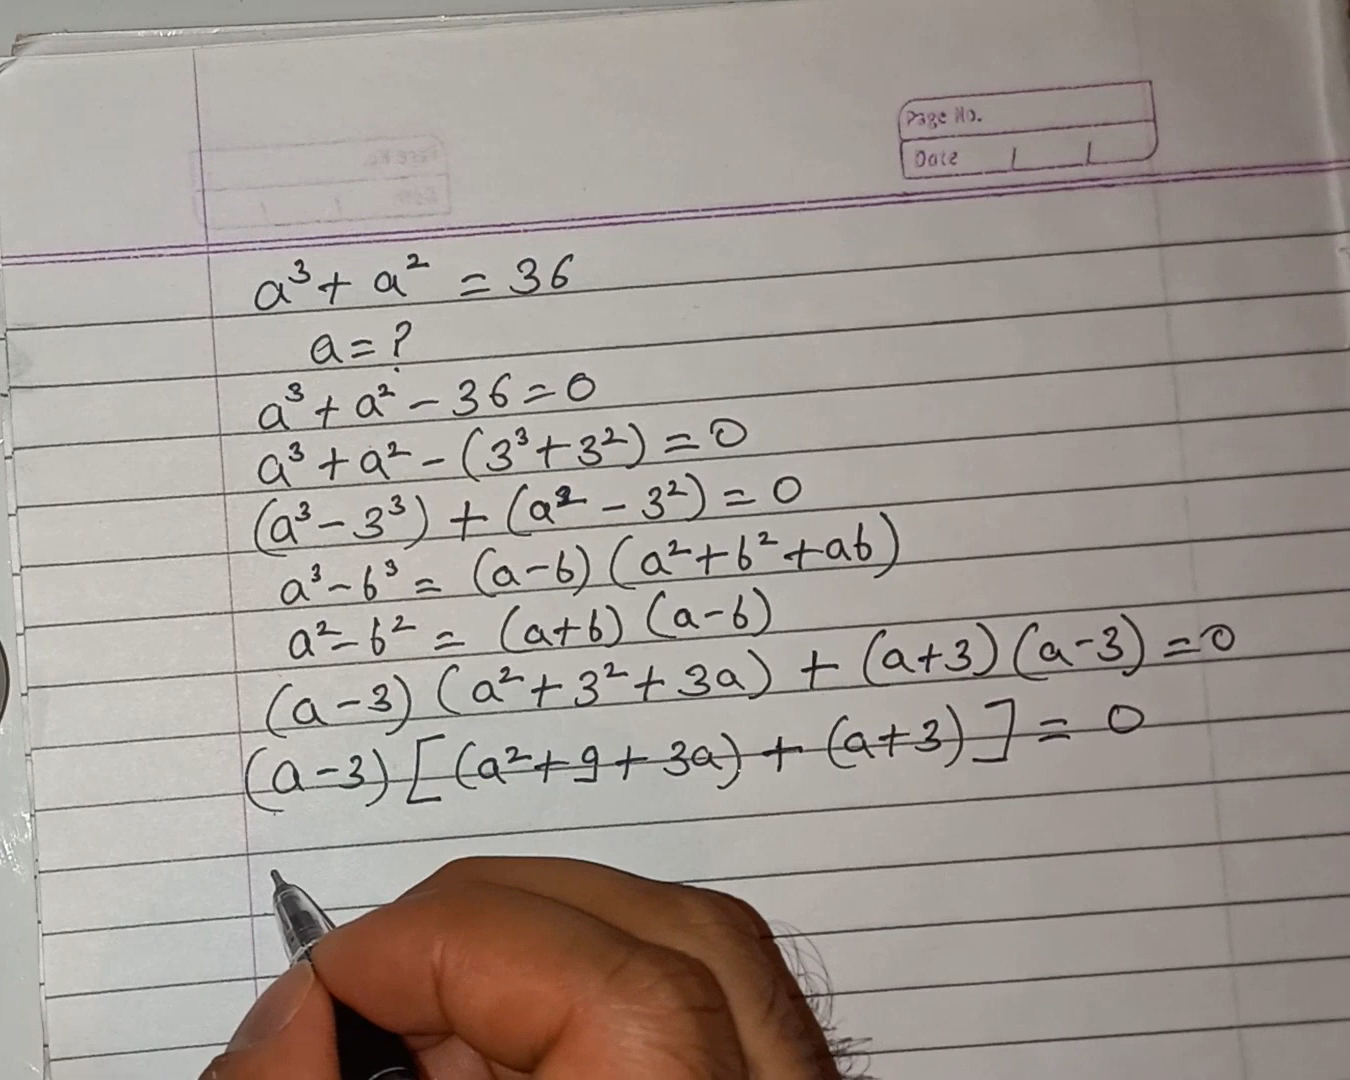 Page No.
Date
a³ + a² = 36
a = ?
a³ + a² - 36 = 0
a³ + a² - (3³ + 3²) = 0
(a³ - 3³) + (a² - 3²) = 0
a³ - b³ = (a-b) (a² + b² + ab)
a² - b² = (a+b) (a-b)
(a-3) (a² + 3² + 3a) + (a+3) (a-3) = 0
(a-3) [(a² + 9 + 3a) + (a+3)] = 0